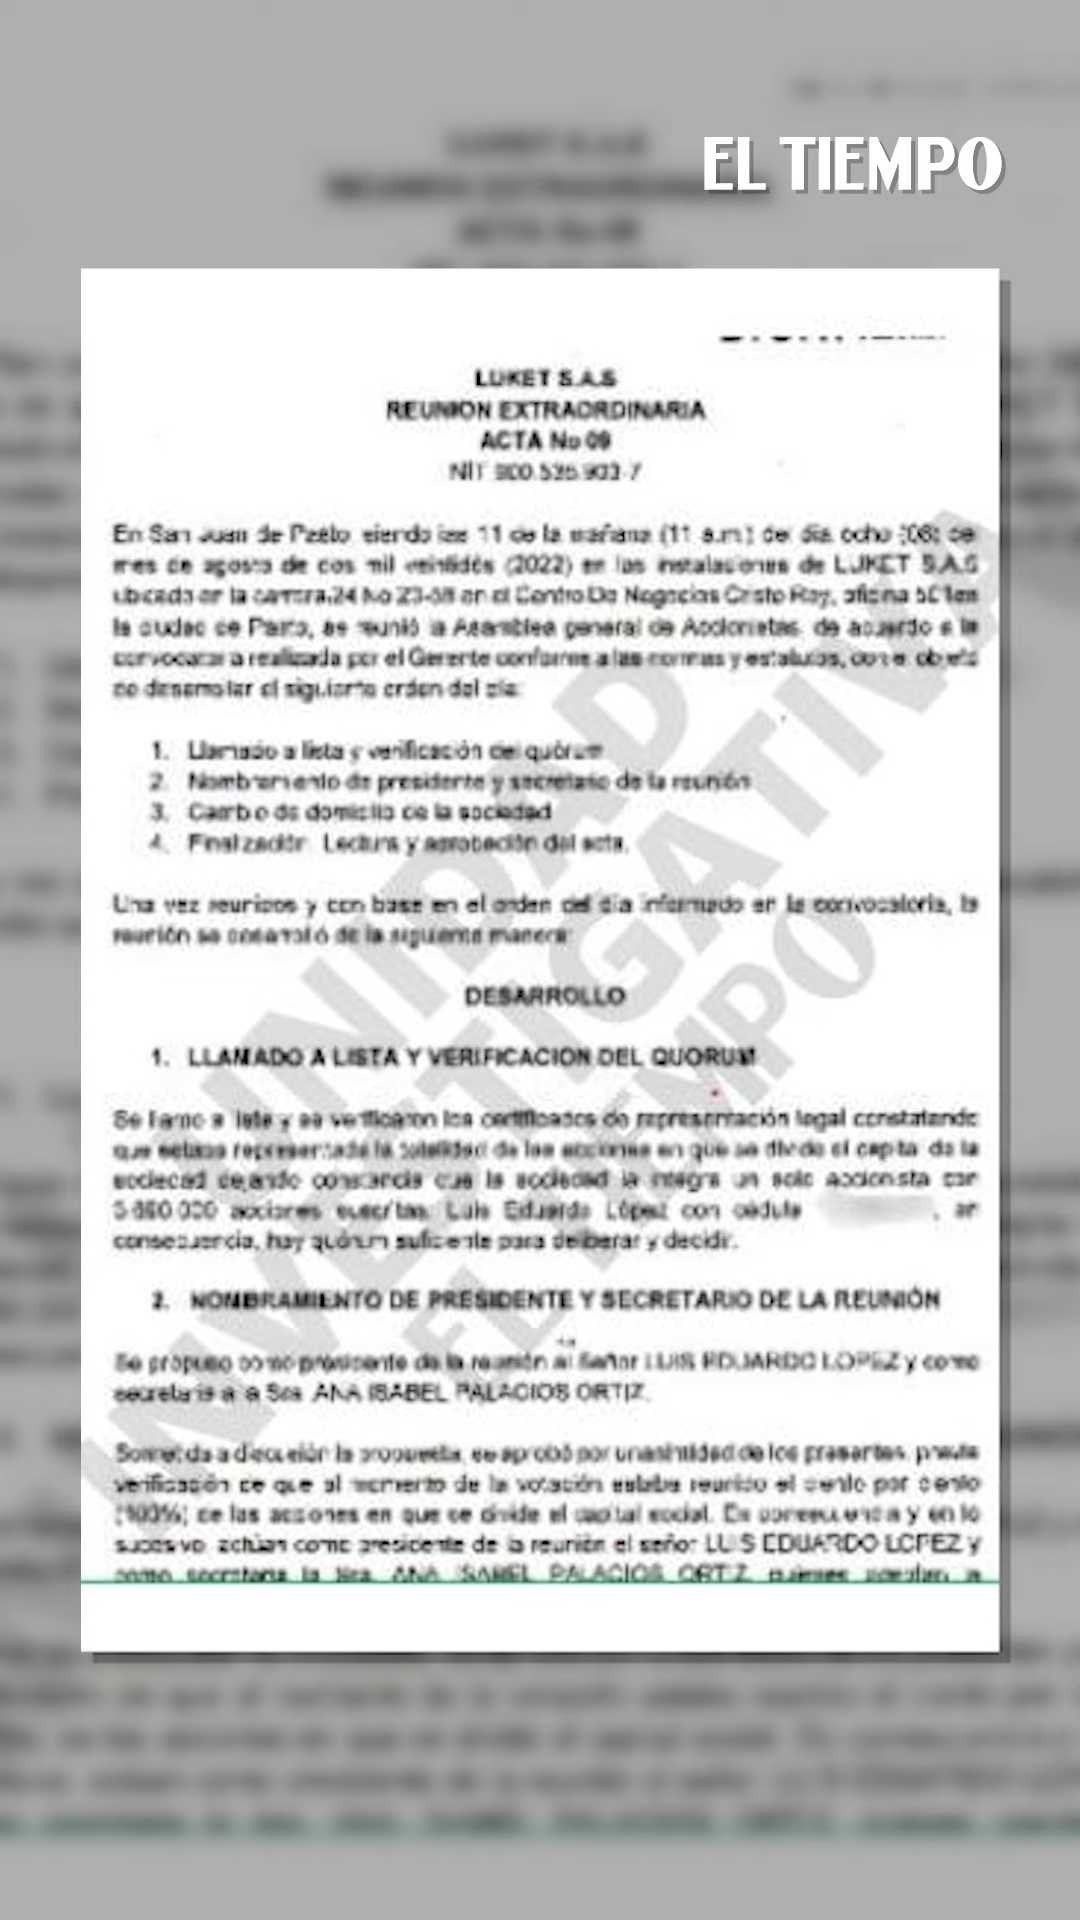 EL TIEMPO
LUKET S.A.S
REUNION EXTRAORDINARIA
ACTA No 09
NIT 900.535.903-7
En San Juan de Pasto, siendo las 11 de la mañana (11 a.m.) del día ocho (08) de
mes de agosto de dos mil veintidós (2022) en las instalaciones de LUKET S.A.S
ubicada en la carrera 24 No 23-58 en el Centro De Negocios Cristo Rey, oficina en
la ciudad de Pasto, se reunió la Asamblea general de Accionistas, de acuerdo a la
convocatoria realizada por el Gerente conforme a las normas y estatutos, con el objeto
de desarrollar el siguiente orden del día:
1. Llamado a lista y verificación del quórum
2. Nombramiento de presidente y secretario de la reunión
3. Cambio de domicilio de la sociedad
4. Finalización. Lectura y aprobación del acta.
Una vez reunidos y con base en el orden del día informado en la convocatoria, la
reunión se desarrolló de la siguiente manera:
DESARROLLO
1. LLAMADO A LISTA Y VERIFICACION DEL QUORUM
Se llamo a lista y se verificaron los certificados de representación legal constatando
que estaba representada la totalidad de las acciones en que se divide el capital de la
sociedad dejando constancia que la sociedad la integra un solo accionista con
acciones suscritas: Luis Eduardo López con cédula , en
consecuencia, hay quórum suficiente para deliberar y decidir.
2. NOMBRAMIENTO DE PRESIDENTE Y SECRETARIO DE LA REUNIÓN
Se propuso como presidente de la reunión al Señor LUIS EDUARDO LOPEZ y como
secretaria a la Sra. ANA ISABEL PALACIOS ORTIZ.
Sometida a discusión la propuesta, se aprobó por unanimidad de los presentes, previa
verificación de que al momento de la votación estaba reunido el ciento por ciento
(100%) de las acciones en que se divide el capital social. En consecuencia y en lo
sucesivo, actúan como presidente de la reunión el señor LUIS EDUARDO LOPEZ y
como secretaria la Sra. ANA ISABEL PALACIOS ORTIZ, quienes aceptan a
UNIDAD
INVESTIGATIVA
EL TIEMPO